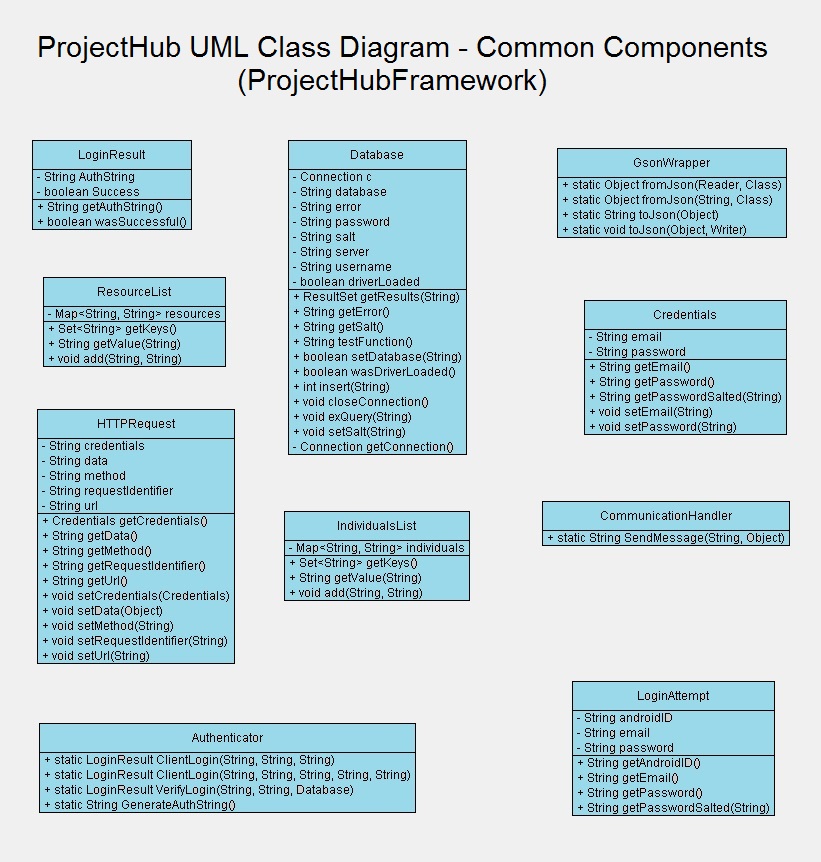 ProjectHub UML Class Diagram - Common Components
(ProjectHubFramework)
LoginResult
- String AuthString
- boolean Success
+ String getAuthString()
+ boolean wasSuccessful()
Database
- Connection c
- String database
- String error
- String password
- String salt
- String server
- String username
- boolean driverLoaded
+ ResultSet getResults(String)
+ String getError()
+ String getSalt()
+ String testFunction()
+ boolean setDatabase(String)
+ boolean wasDriverLoaded()
+ int insert(String)
+ void closeConnection()
+ void exQuery(String)
+ void setSalt(String)
- Connection getConnection()
GsonWrapper
+ static Object fromJson(Reader, Class)
+ static Object fromJson(String, Class)
+ static String toJson(Object)
+ static void toJson(Object, Writer)
ResourceList
- Map<String, String> resources
+ Set<String> getKeys()
+ String getValue(String)
+ void add(String, String)
Credentials
- String email
- String password
+ String getEmail()
+ String getPassword()
+ String getPasswordSalted(String)
+ void setEmail(String)
+ void setPassword(String)
HTTPRequest
- String credentials
- String data
- String method
- String requestIdentifier
- String url
+ Credentials getCredentials()
+ String getData()
+ String getMethod()
+ String getRequestIdentifier()
+ String getUrl()
+ void setCredentials(Credentials)
+ void setData(Object)
+ void setMethod(String)
+ void setRequestIdentifier(String)
+ void setUrl(String)
IndividualsList
- Map<String, String> individuals
+ Set<String> getKeys()
+ String getValue(String)
+ void add(String, String)
CommunicationHandler
+ static String SendMessage(String, Object)
Authenticator
+ static LoginResult ClientLogin(String, String, String)
+ static LoginResult ClientLogin(String, String, String, String, String)
+ static LoginResult VerifyLogin(String, String, Database)
+ static String GenerateAuthString()
LoginAttempt
- String androidID
- String email
- String password
+ String getAndroidID()
+ String getEmail()
+ String getPassword()
+ String getPasswordSalted(String)